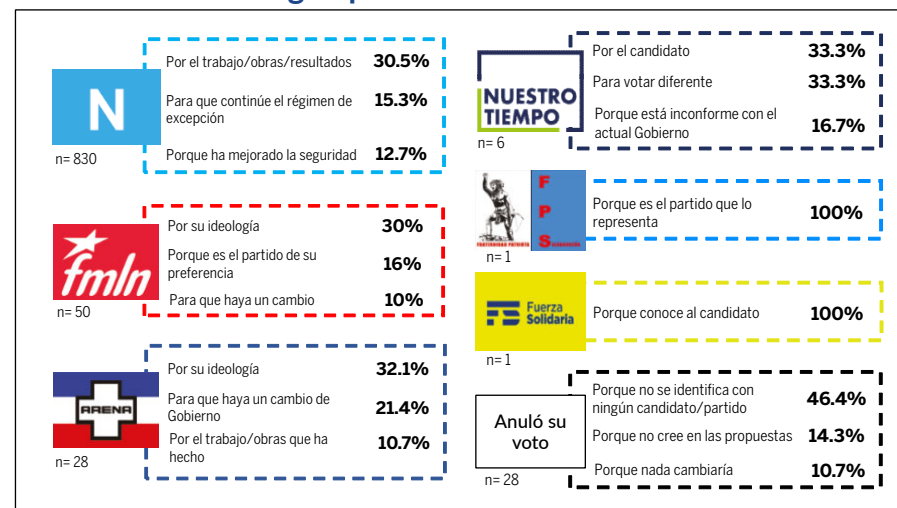 Por el trabajo/obras/resultados 30.5%
Para que continúe el régimen de
excepción 15.3%
Porque ha mejorado la seguridad 12.7%
N
n= 830
Por su ideología 30%
Porque es el partido de su
preferencia 16%
Para que haya un cambio 10%
fmln
n= 50
Por su ideología 32.1%
Para que haya un cambio de
Gobierno 21.4%
Por el trabajo/obras que ha
hecho 10.7%
ARENA
n= 28
Por el candidato 33.3%
Para votar diferente 33.3%
Porque está inconforme con el
actual Gobierno 16.7%
NUESTRO
TIEMPO
n= 6
Porque es el partido que lo
representa 100%
F
P
S
FRATERNIDAD PATRIOTA
n= 1
Porque conoce al candidato 100%
Fuerza
Solidaria
n= 1
Porque no se identifica con
ningún candidato/partido 46.4%
Porque no cree en las propuestas 14.3%
Porque nada cambiaría 10.7%
Anuló su
voto
n= 28